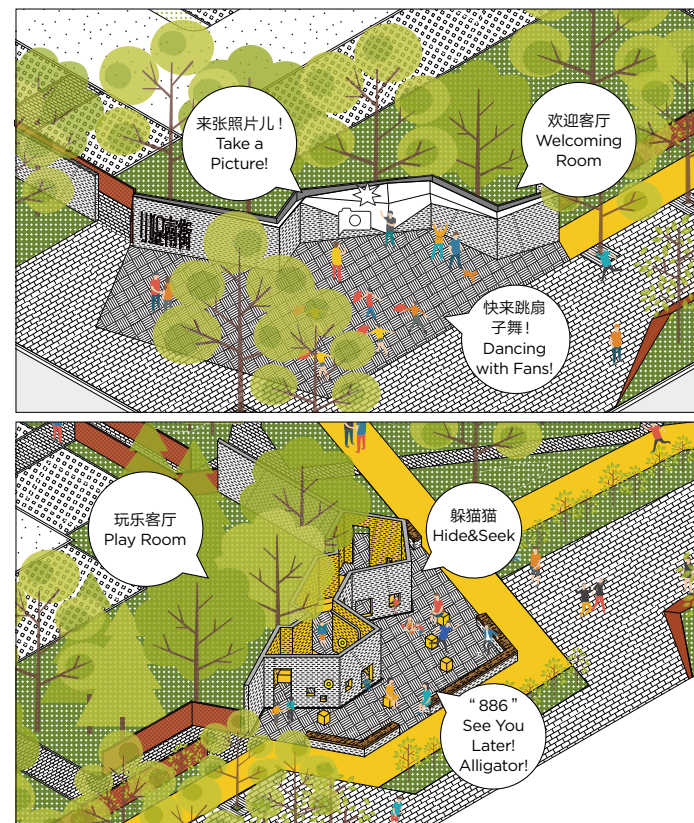 来张照片儿！
Take a
Picture!
欢迎客厅
Welcoming
Room
快来跳扇
子舞！
Dancing
with Fans!
玩乐客厅
Play Room
躲猫猫
Hide&Seek
“886”
See You
Later!
Alligator!